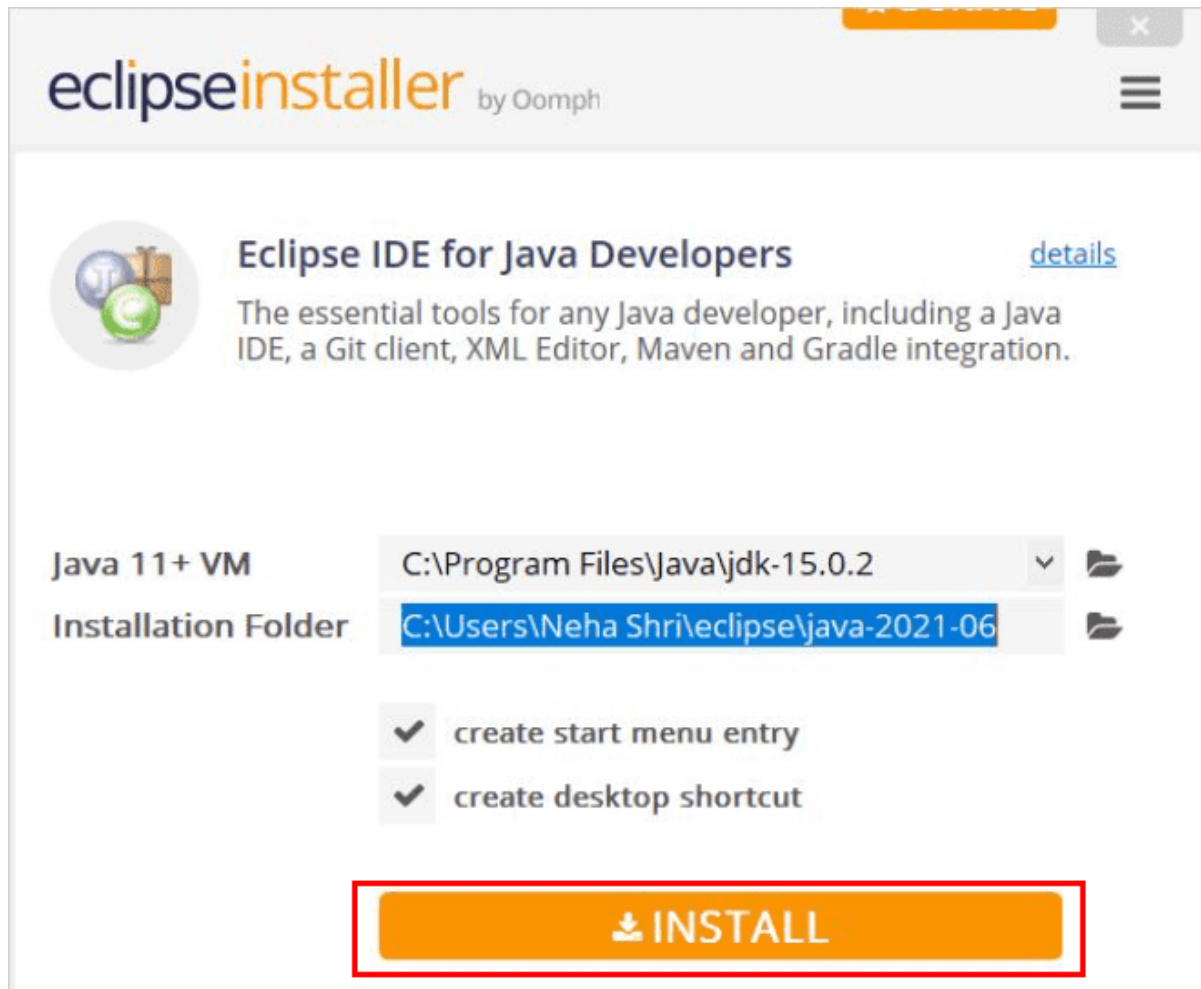 eclipseinstaller by Oomph
Eclipse IDE for Java Developers
details
The essential tools for any Java developer, including a Java
IDE, a Git client, XML Editor, Maven and Gradle integration.
Java 11+ VM
C:\Program Files\Java\jdk-15.0.2
Installation Folder
C:\Users\Neha Shri\eclipse\java-2021-06
create start menu entry
create desktop shortcut
INSTALL